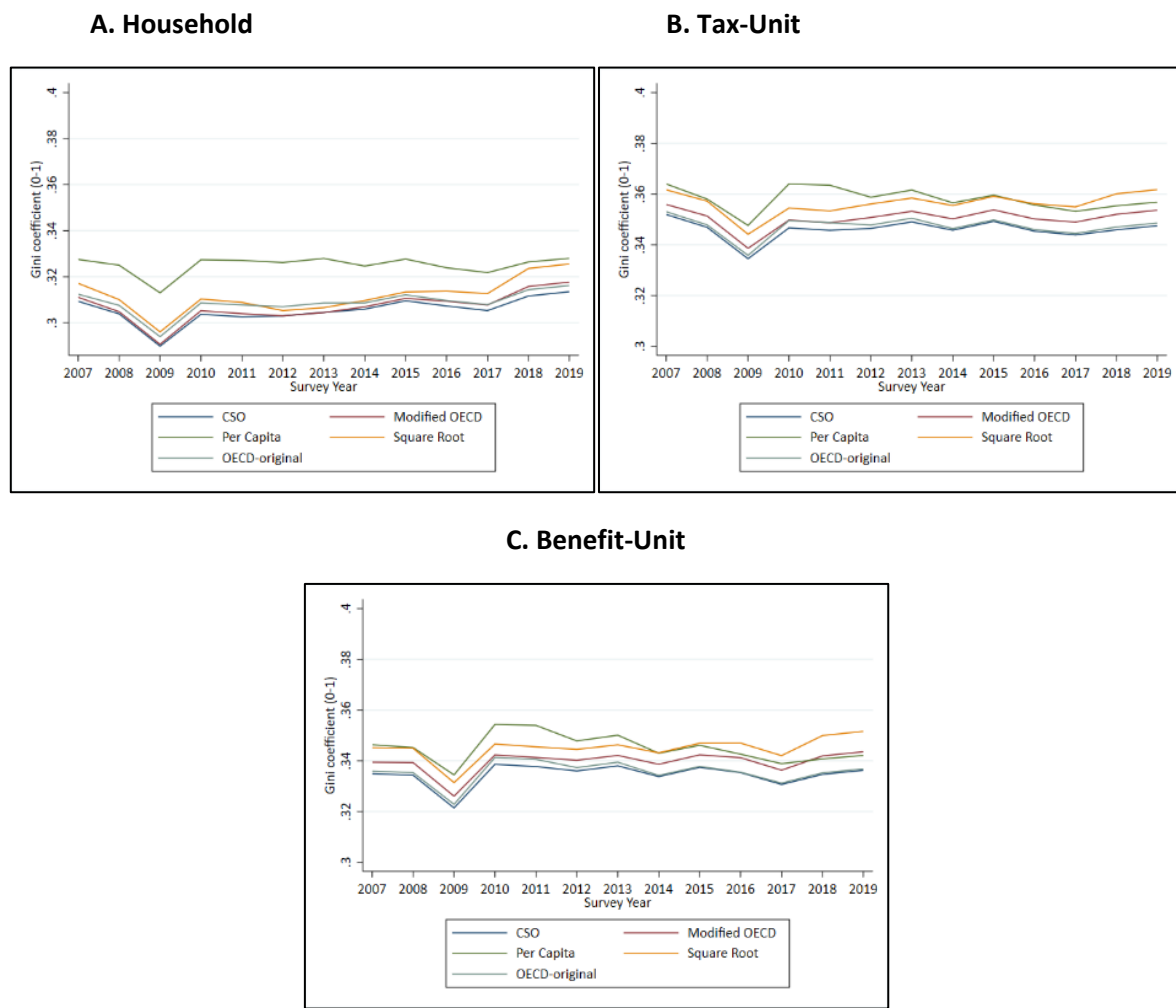 A. Household
B. Tax-Unit
Gini coefficient (0-1)
.4
.38
.36
.34
.32
.3
2007 2008 2009 2010 2011 2012 2013 2014 2015 2016 2017 2018 2019
Survey Year
CSO Modified OECD
Per Capita Square Root
OECD-original
Gini coefficient (0-1)
.4
.38
.36
.34
.32
.3
2007 2008 2009 2010 2011 2012 2013 2014 2015 2016 2017 2018 2019
Survey Year
CSO Modified OECD
Per Capita Square Root
OECD-original
C. Benefit-Unit
Gini coefficient (0-1)
.4
.38
.36
.34
.32
.3
2007 2008 2009 2010 2011 2012 2013 2014 2015 2016 2017 2018 2019
Survey Year
CSO Modified OECD
Per Capita Square Root
OECD-original